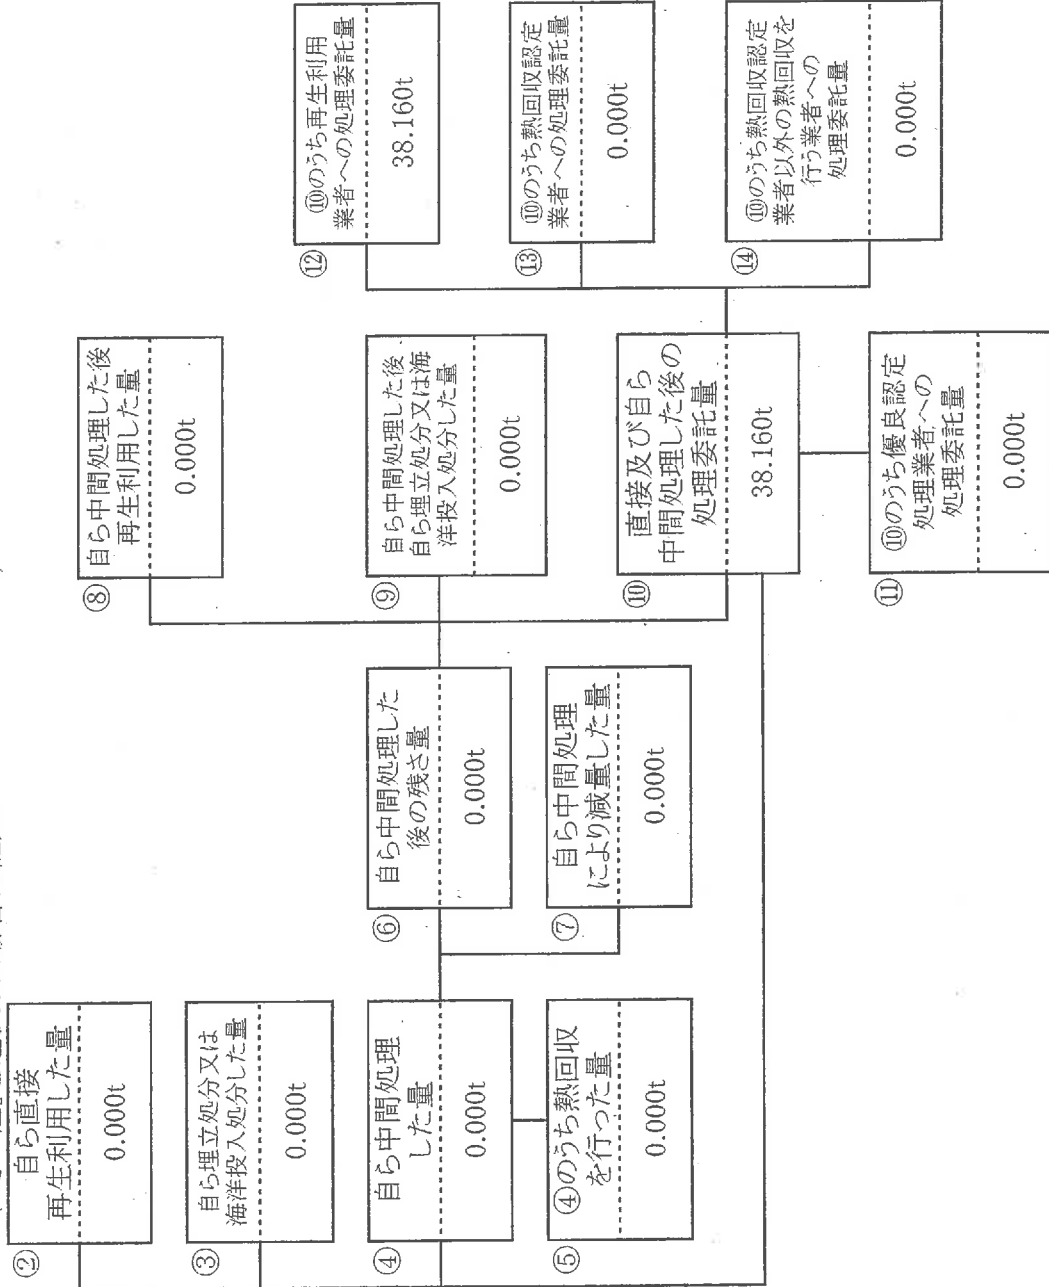 ②
自ら直接
再生利用した量
0.000t
③
自ら埋立処分又は
海洋投入処分した量
0.000t
④
自ら中間処理
した量
0.000t
⑤
④のうち熱回収
を行った量
0.000t
⑥
自ら中間処理した
後の残さ量
0.000t
⑦
自ら中間処理
により減量した量
0.000t
⑧
自ら中間処理した後
再生利用した量
0.000t
⑨
自ら中間処理した後
自ら埋立処分又は海
洋投入処分した量
0.000t
⑩
直接及び自ら
中間処理した後の
処理委託量
38.160t
⑪
⑩のうち優良認定
処理業者への
処理委託量
0.000t
⑫
⑩のうち再生利用
業者への処理委託量
38.160t
⑬
⑩のうち熱回収認定
業者への処理委託量
0.000t
⑭
⑩のうち熱回収認定
業者以外の熱回収を
行う業者への
処理委託量
0.000t